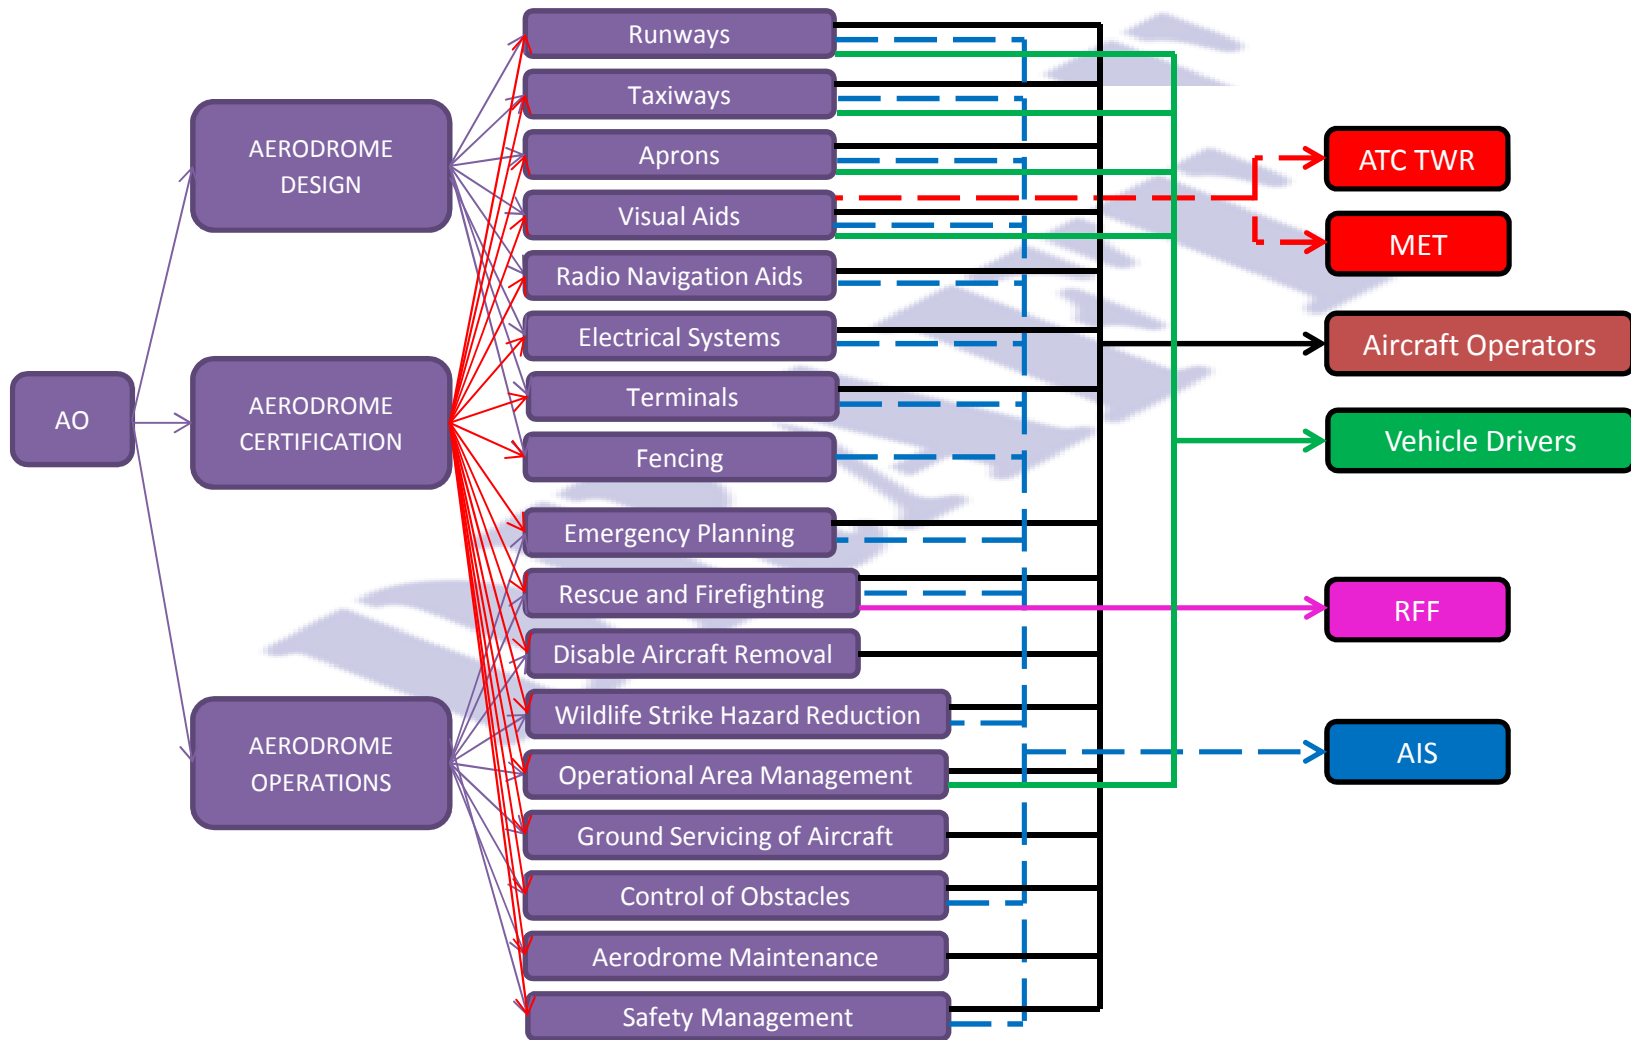 Runways
Taxiways
AERODROME
DESIGN
Aprons
ATC TWR
Visual Aids
MET
Radio Navigation Aids
Electrical Systems
Aircraft Operators
Terminals
AO
AERODROME
CERTIFICATION
Fencing
Vehicle Drivers
Emergency Planning
Rescue and Firefighting
RFF
Disable Aircraft Removal
Wildlife Strike Hazard Reduction
AERODROME
OPERATIONS
Operational Area Management
AIS
Ground Servicing of Aircraft
Control of Obstacles
Aerodrome Maintenance
Safety Management